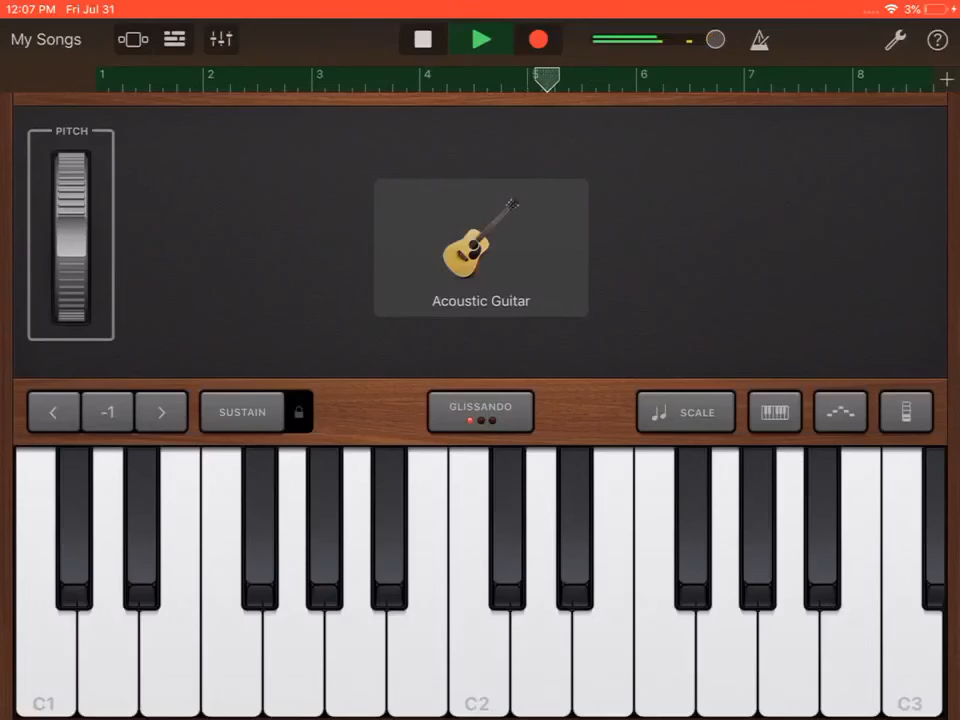 12:07 PM Fri Jul 31
3%
My Songs
1 2 3 4 5 6 7 8
PITCH
Acoustic Guitar
-1
SUSTAIN
GLISSANDO
SCALE
C1 C2 C3